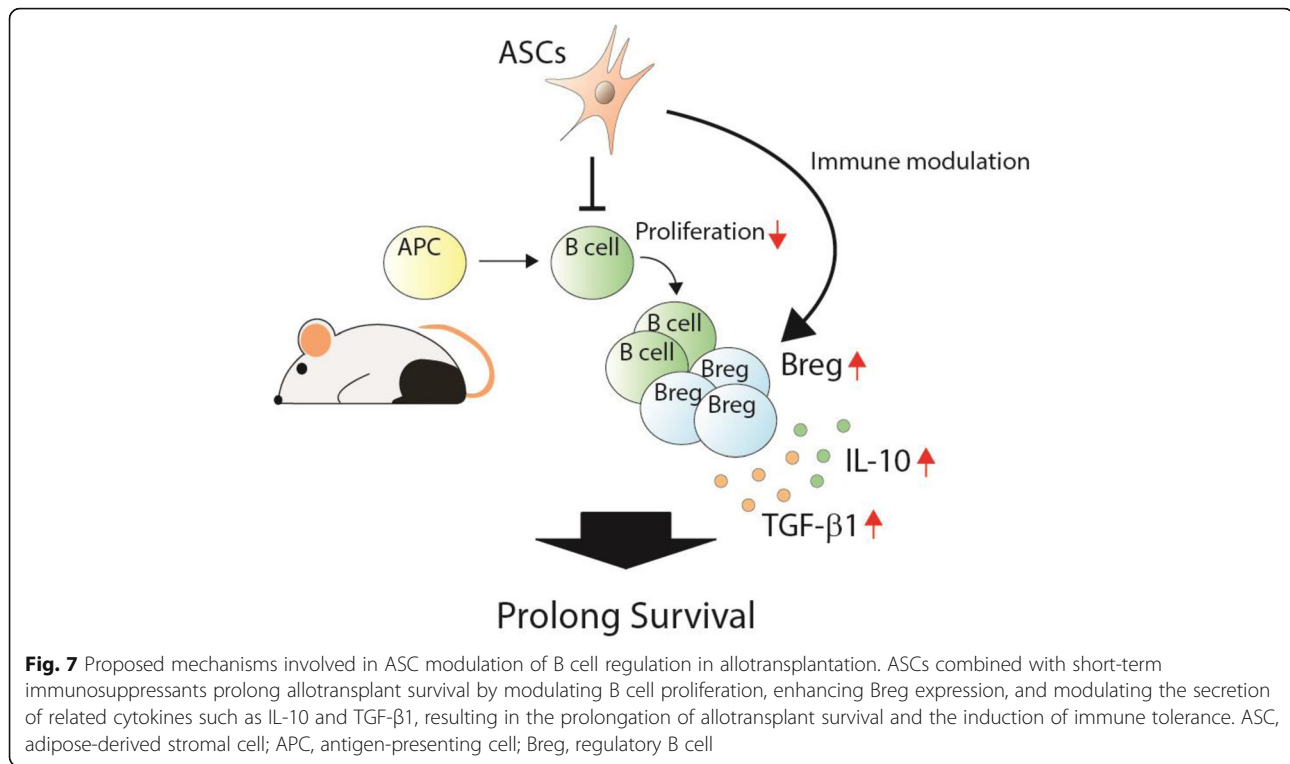 ASCs
Immune modulation
APC
B cell
Proliferation
B cell
B cell
Breg
Breg
Breg
Breg
IL-10
TGF-β1
Prolong Survival
Fig. 7 Proposed mechanisms involved in ASC modulation of B cell regulation in allotransplantation. ASCs combined with short-term
immunosuppressants prolong allotransplant survival by modulating B cell proliferation, enhancing Breg expression, and modulating the secretion
of related cytokines such as IL-10 and TGF-β1, resulting in the prolongation of allotransplant survival and the induction of immune tolerance. ASC,
adipose-derived stromal cell; APC, antigen-presenting cell; Breg, regulatory B cell